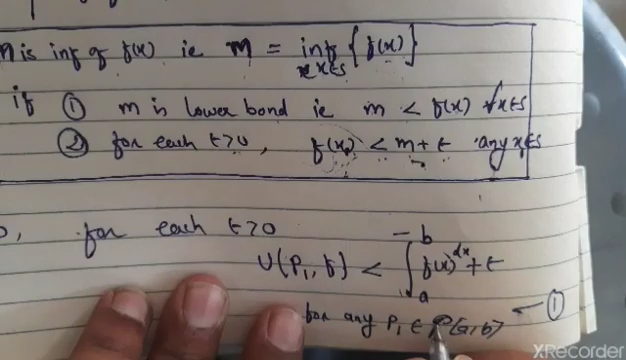 m is inf of f(x) ie m = inf x∈s {f(x)}
if ① m is lower bond ie m < f(x) ∀x∈s
② for each ε>0, f(x) < m+ε any x∈s
for each ε>0
U(P₁, f) < ∫ₐ⁻ᵇ f(x)dx + ε
for any P₁ ∈ P[a,b] — ①
XRecorder